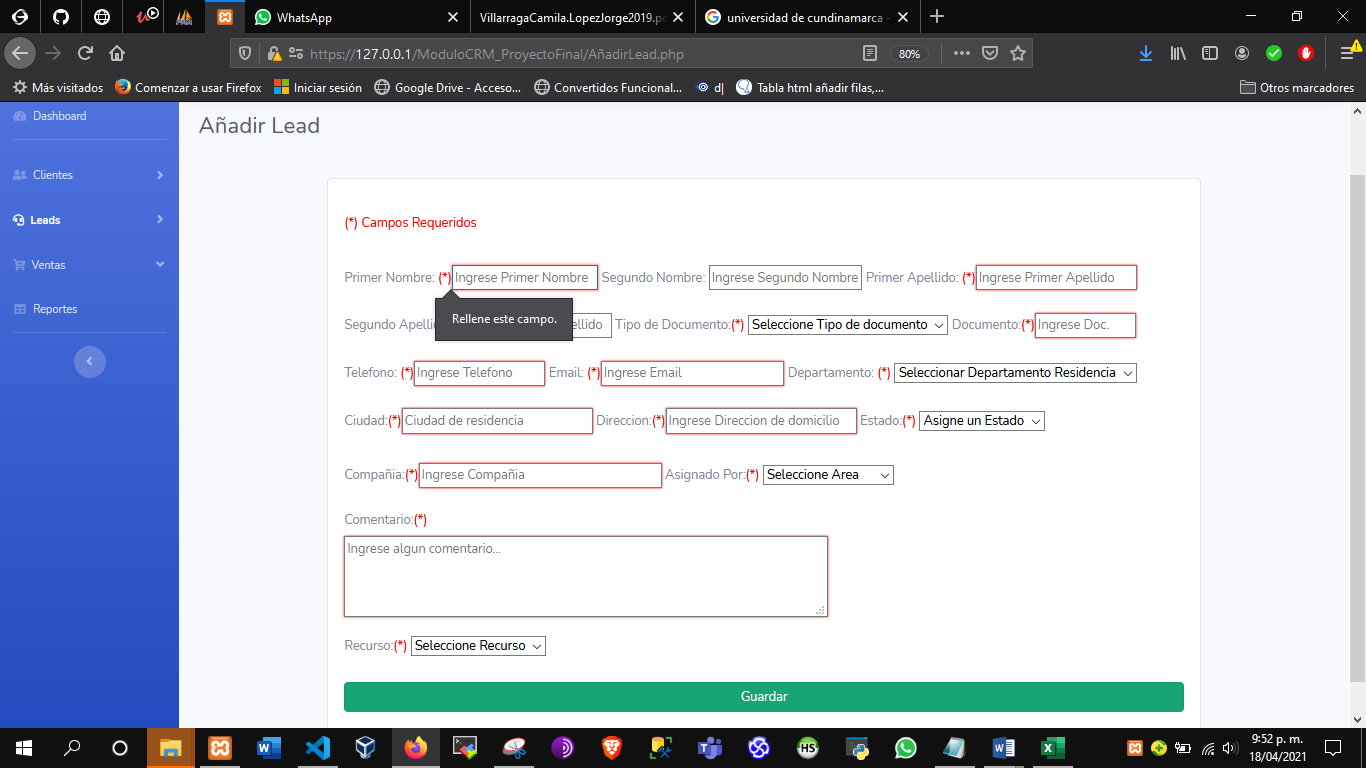 WhatsApp
VillarragaCamila.LopezJorge2019.p
universidad de cundinamarca -
https://127.0.0.1/ModuloCRM_ProyectoFinal/AñadirLead.php
80%
Más visitados
Comenzar a usar Firefox
Iniciar sesión
Google Drive - Acceso...
Convertidos Funcional...
d|
Tabla html añadir filas,...
Otros marcadores
Dashboard
Clientes
Leads
Ventas
Reportes
Añadir Lead
(*) Campos Requeridos
Primer Nombre: (*) Ingrese Primer Nombre Segundo Nombre: Ingrese Segundo Nombre Primer Apellido: (*) Ingrese Primer Apellido
Rellene este campo.
Segundo Apelli ellido Tipo de Documento:(*) Seleccione Tipo de documento Documento:(*) Ingrese Doc.
Telefono: (*) Ingrese Telefono Email: (*) Ingrese Email Departamento: (*) Seleccionar Departamento Residencia
Ciudad:(*) Ciudad de residencia Direccion:(*) Ingrese Direccion de domicilio Estado:(*) Asigne un Estado
Compañia:(*) Ingrese Compañia Asignado Por:(*) Seleccione Area
Comentario:(*)
Ingrese algun comentario...
Recurso:(*) Seleccione Recurso
Guardar
HS
9:52 p. m.
18/04/2021